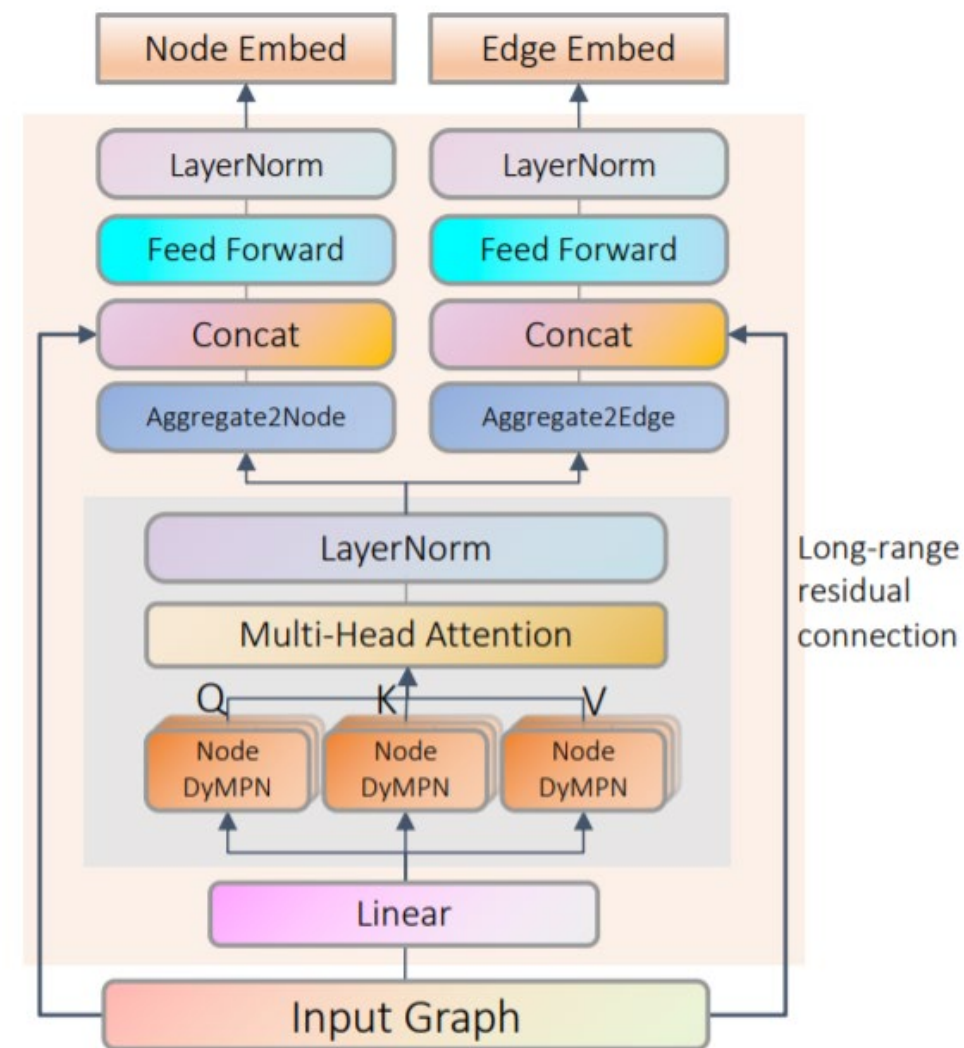 Node Embed
Edge Embed
LayerNorm
LayerNorm
Feed Forward
Feed Forward
Concat
Concat
Aggregate2Node
Aggregate2Edge
LayerNorm
Long-range
residual
connection
Multi-Head Attention
Q
K
V
Node
DyMPN
Node
DyMPN
Node
DyMPN
Linear
Input Graph